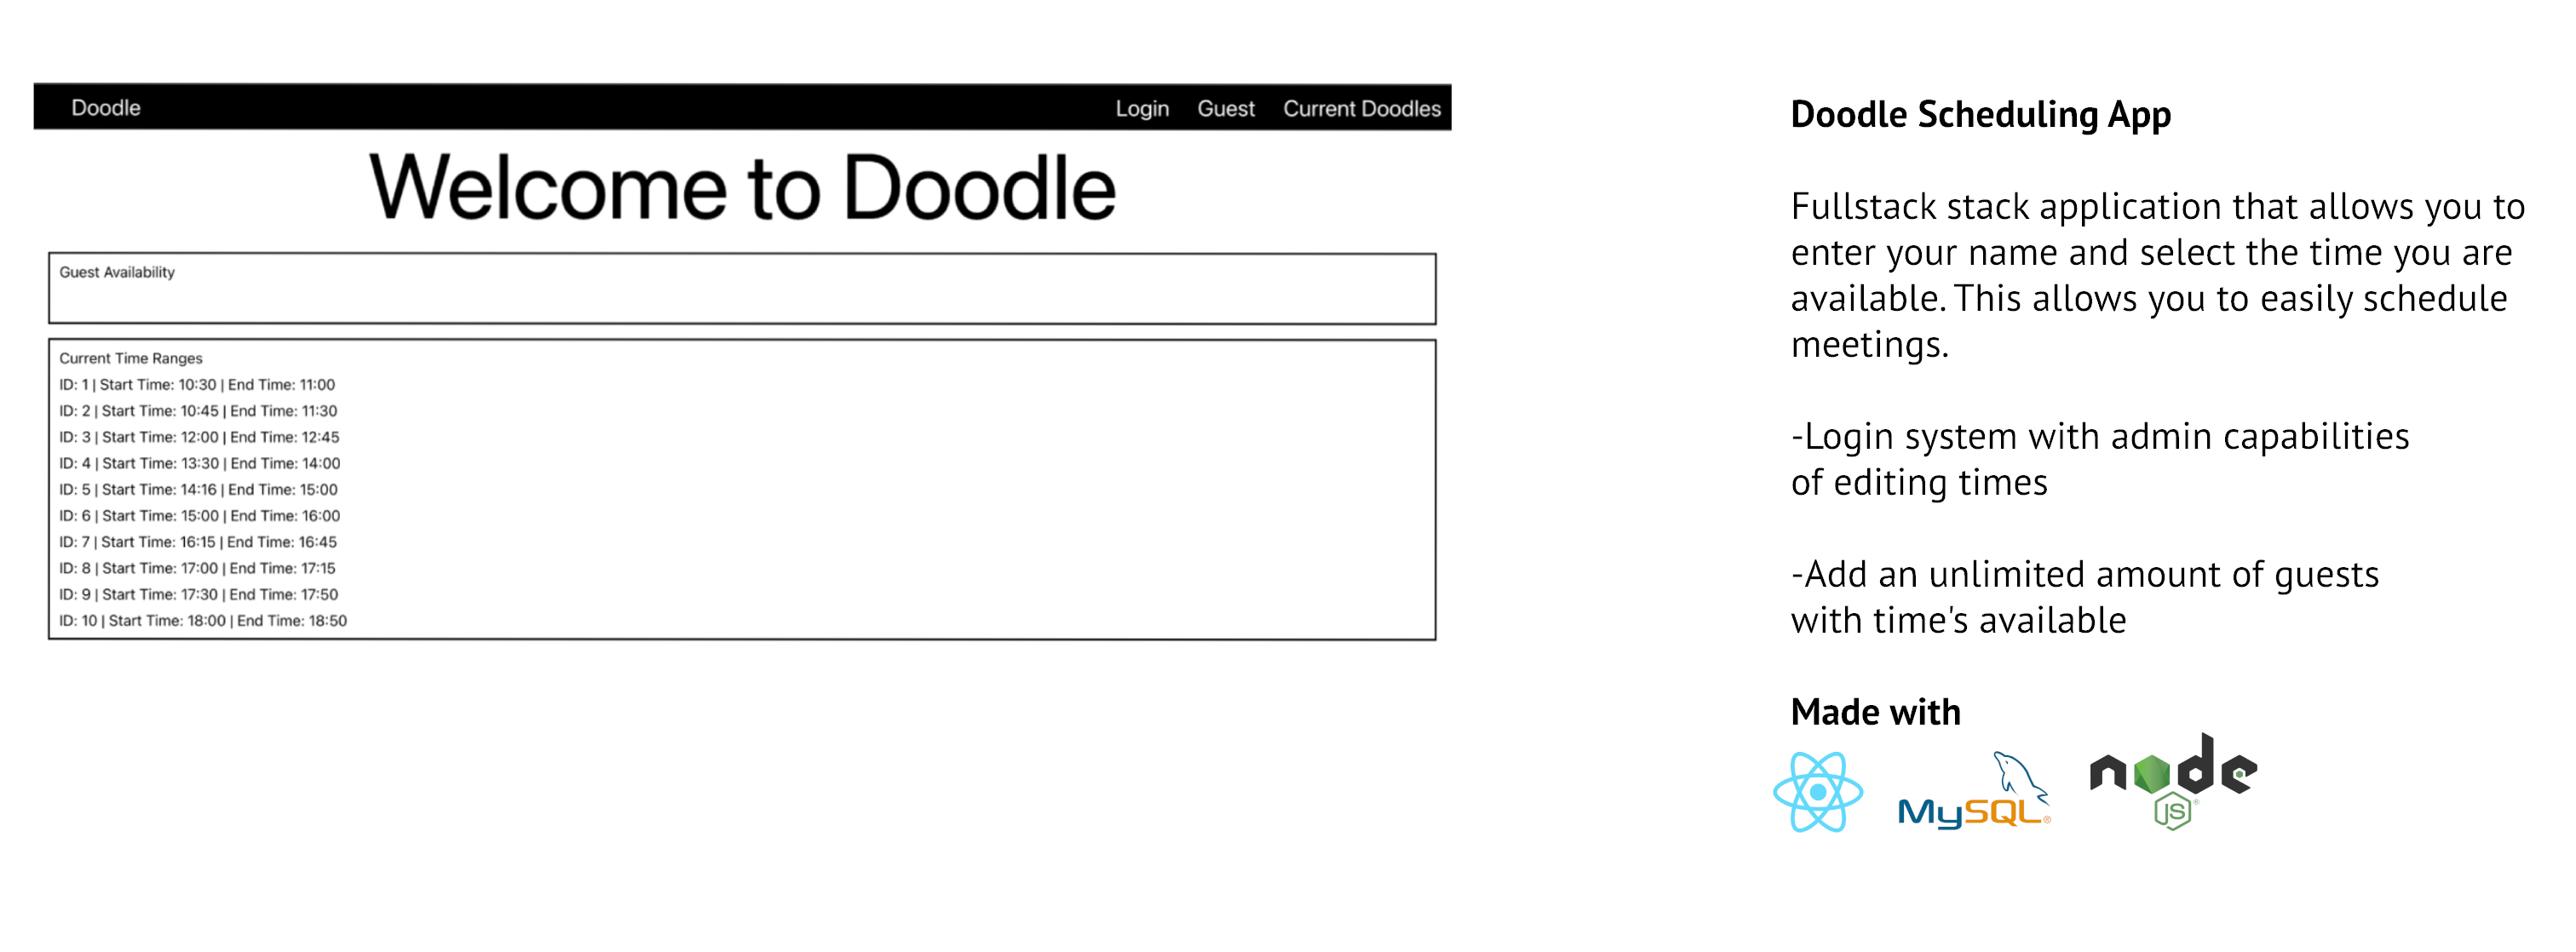 Doodle
Login Guest Current Doodles
Welcome to Doodle
Guest Availability
Current Time Ranges
ID: 1 | Start Time: 10:30 | End Time: 11:00
ID: 2 | Start Time: 10:45 | End Time: 11:30
ID: 3 | Start Time: 12:00 | End Time: 12:45
ID: 4 | Start Time: 13:30 | End Time: 14:00
ID: 5 | Start Time: 14:16 | End Time: 15:00
ID: 6 | Start Time: 15:00 | End Time: 16:00
ID: 7 | Start Time: 16:15 | End Time: 16:45
ID: 8 | Start Time: 17:00 | End Time: 17:15
ID: 9 | Start Time: 17:30 | End Time: 17:50
ID: 10 | Start Time: 18:00 | End Time: 18:50
Doodle Scheduling App
Fullstack stack application that allows you to
enter your name and select the time you are
available. This allows you to easily schedule
meetings.
-Login system with admin capabilities
of editing times
-Add an unlimited amount of guests
with time's available
Made with
MySQL®
node
JS®